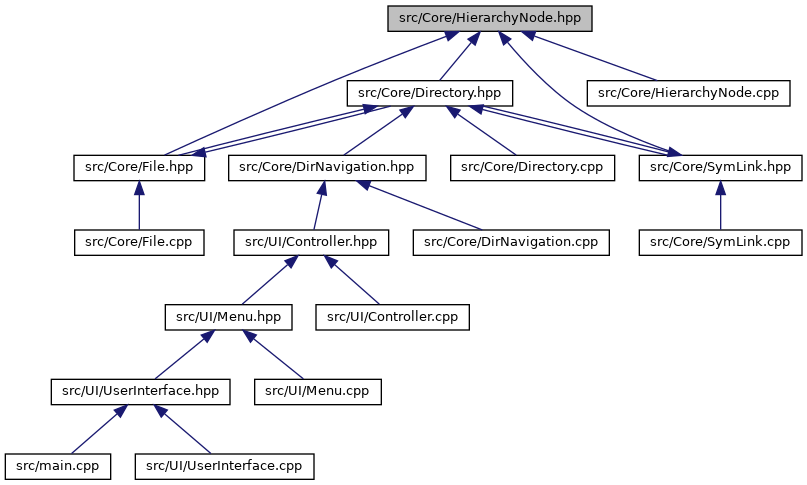 src/Core/HierarchyNode.hpp
src/Core/Directory.hpp
src/Core/HierarchyNode.cpp
src/Core/File.hpp
src/Core/DirNavigation.hpp
src/Core/Directory.cpp
src/Core/SymLink.hpp
src/Core/File.cpp
src/UI/Controller.hpp
src/Core/DirNavigation.cpp
src/Core/SymLink.cpp
src/UI/Menu.hpp
src/UI/Controller.cpp
src/UI/UserInterface.hpp
src/UI/Menu.cpp
src/main.cpp
src/UI/UserInterface.cpp